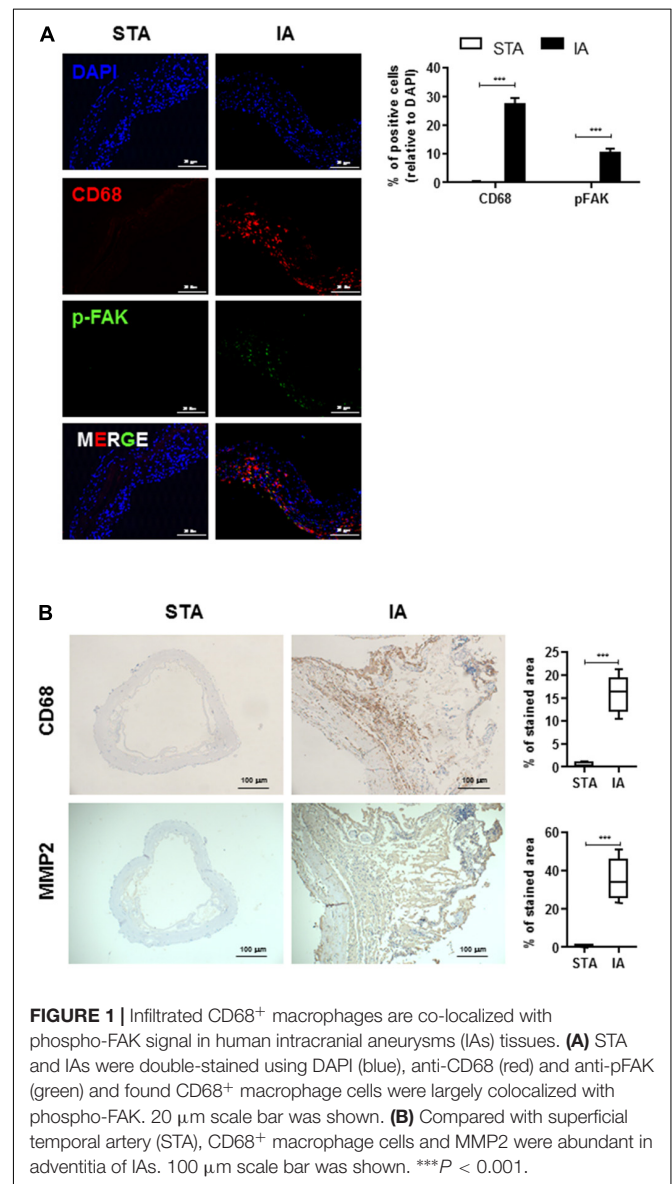 A
STA IA
DAPI
CD68
p-FAK
MERGE
STA IA
% of positive cells
(relative to DAPI)
40
30
20
10
0
*** ***
CD68 pFAK
B
STA IA
CD68
100 µm 100 µm
% of stained area
25
20
15
10
5
0
***
STA IA
MMP2
100 µm 100 µm
% of stained area
60
40
20
0
***
STA IA
FIGURE 1 | Infiltrated CD68+ macrophages are co-localized with
phospho-FAK signal in human intracranial aneurysms (IAs) tissues. (A) STA
and IAs were double-stained using DAPI (blue), anti-CD68 (red) and anti-pFAK
(green) and found CD68+ macrophage cells were largely colocalized with
phospho-FAK. 20 μm scale bar was shown. (B) Compared with superficial
temporal artery (STA), CD68+ macrophage cells and MMP2 were abundant in
adventitia of IAs. 100 μm scale bar was shown. ***P < 0.001.